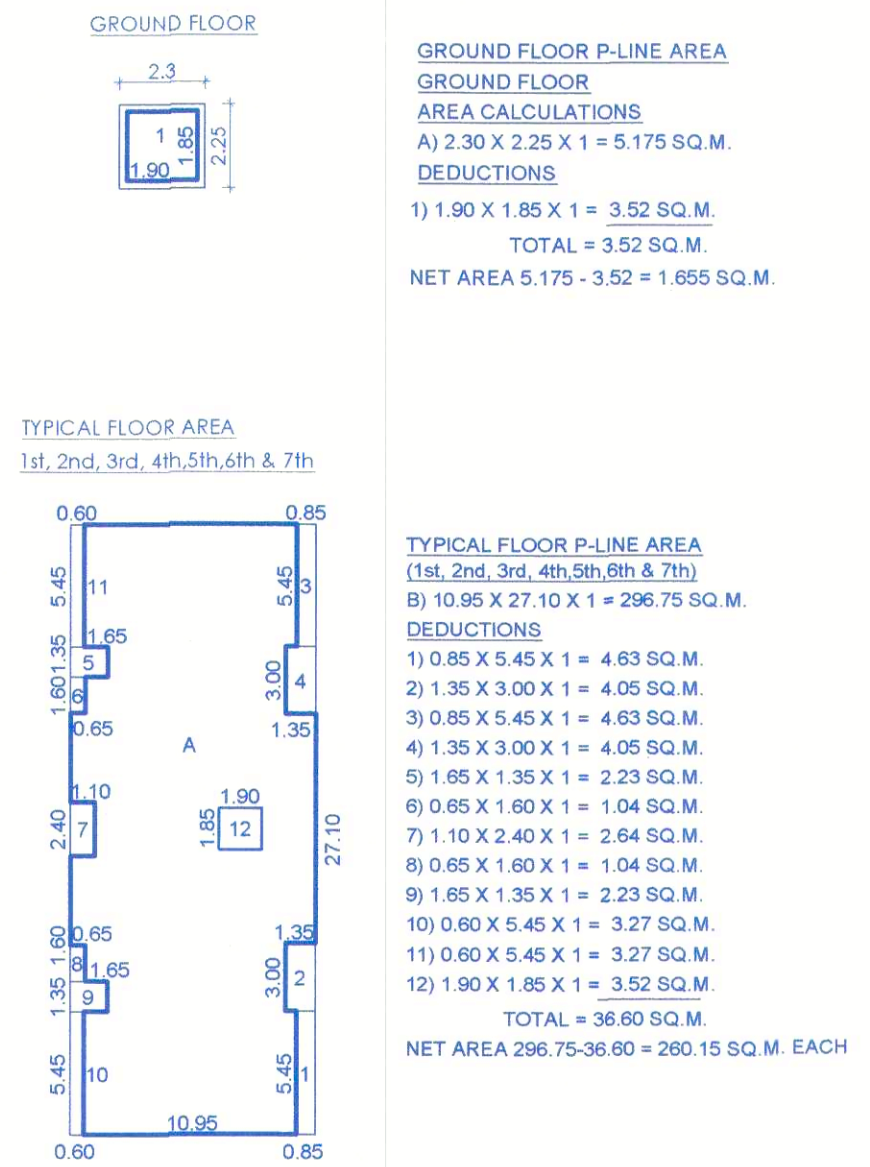 GROUND FLOOR
2.3
1
1.85
2.25
1.90
GROUND FLOOR P-LINE AREA
GROUND FLOOR
AREA CALCULATIONS
A) 2.30 X 2.25 X 1 = 5.175 SQ.M.
DEDUCTIONS
1) 1.90 X 1.85 X 1 = 3.52 SQ.M.
TOTAL = 3.52 SQ.M.
NET AREA 5.175 - 3.52 = 1.655 SQ.M.
TYPICAL FLOOR AREA
1st, 2nd, 3rd, 4th,5th,6th & 7th
0.60
0.85
5.45
11
5.45
3
1.65
1.35
5
3.00
4
1.60
6
0.65
1.35
A
1.10
1.90
2.40
7
1.85
12
27.10
1.60
0.65
1.35
8
1.65
3.00
2
1.35
9
5.45
10
5.45
1
10.95
0.60
0.85
TYPICAL FLOOR P-LINE AREA
(1st, 2nd, 3rd, 4th,5th,6th & 7th)
B) 10.95 X 27.10 X 1 = 296.75 SQ.M.
DEDUCTIONS
1) 0.85 X 5.45 X 1 = 4.63 SQ.M.
2) 1.35 X 3.00 X 1 = 4.05 SQ.M.
3) 0.85 X 5.45 X 1 = 4.63 SQ.M.
4) 1.35 X 3.00 X 1 = 4.05 SQ.M.
5) 1.65 X 1.35 X 1 = 2.23 SQ.M.
6) 0.65 X 1.60 X 1 = 1.04 SQ.M.
7) 1.10 X 2.40 X 1 = 2.64 SQ.M.
8) 0.65 X 1.60 X 1 = 1.04 SQ.M.
9) 1.65 X 1.35 X 1 = 2.23 SQ.M.
10) 0.60 X 5.45 X 1 = 3.27 SQ.M.
11) 0.60 X 5.45 X 1 = 3.27 SQ.M.
12) 1.90 X 1.85 X 1 = 3.52 SQ.M.
TOTAL = 36.60 SQ.M.
NET AREA 296.75-36.60 = 260.15 SQ.M. EACH